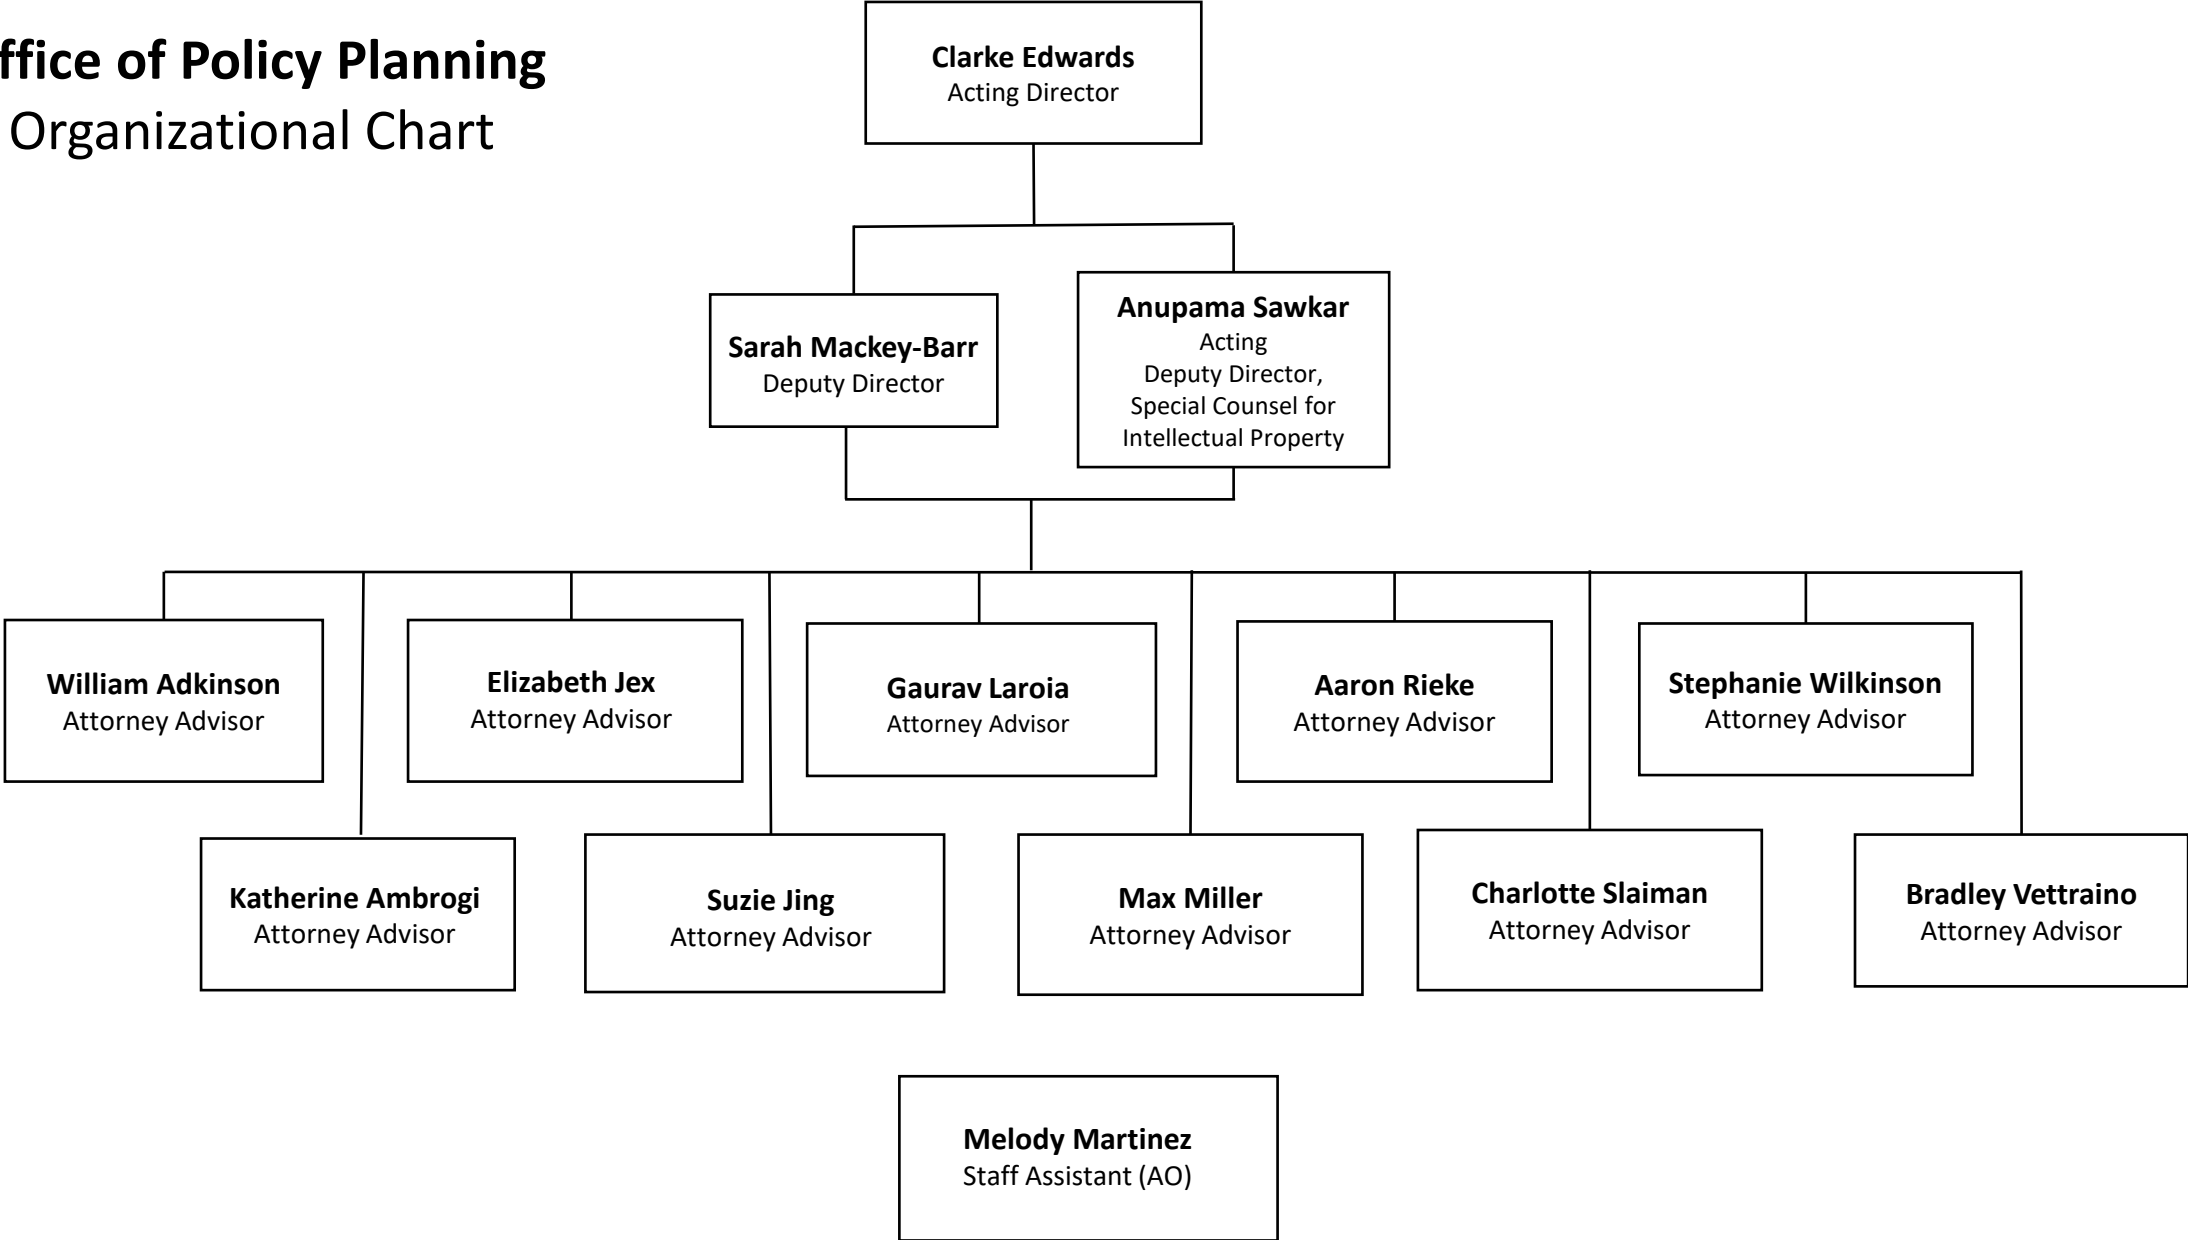 ffice of Policy Planning
Organizational Chart
Clarke Edwards
Acting Director
Sarah Mackey-Barr
Deputy Director
Anupama Sawkar
Acting
Deputy Director,
Special Counsel for
Intellectual Property
William Adkinson
Attorney Advisor
Elizabeth Jex
Attorney Advisor
Gaurav Laroia
Attorney Advisor
Aaron Rieke
Attorney Advisor
Stephanie Wilkinson
Attorney Advisor
Katherine Ambrogi
Attorney Advisor
Suzie Jing
Attorney Advisor
Max Miller
Attorney Advisor
Charlotte Slaiman
Attorney Advisor
Bradley Vettraino
Attorney Advisor
Melody Martinez
Staff Assistant (AO)